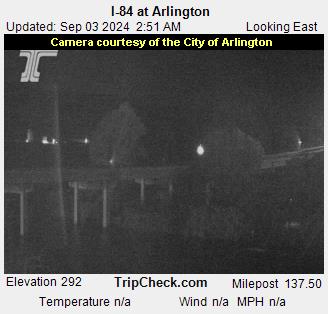 I-84 at Arlington
Updated: Sep 03 2024 2:51 AM Looking East
Camera courtesy of the City of Arlington
Elevation 292 TripCheck.com Milepost 137.50
Temperature n/a Wind n/a MPH n/a